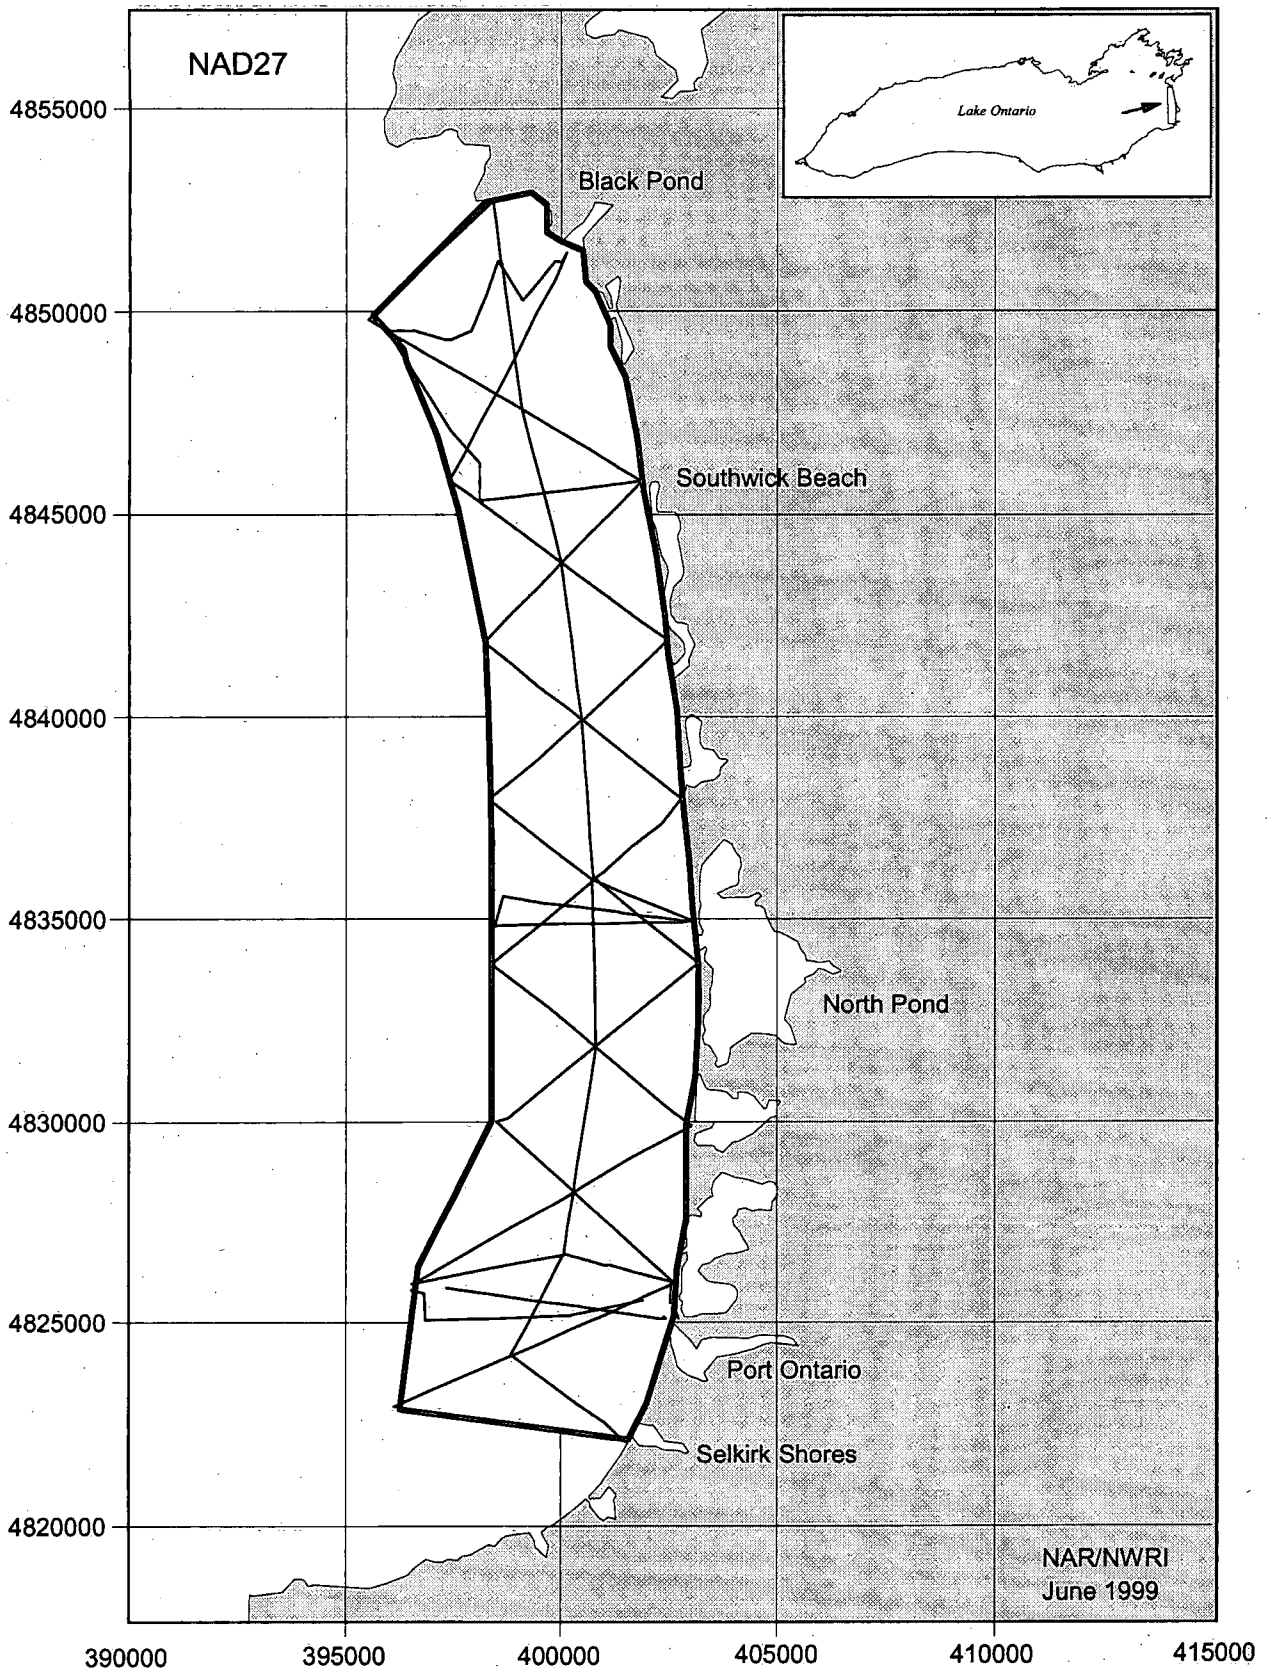 NAD27
4855000
Lake Ontario
Black Pond
4850000
Southwick Beach
4845000
4840000
4835000
North Pond
4830000
4825000
Port Ontario
Selkirk Shores
4820000
NAR/NWRI
June 1999
390000 395000 400000 405000 410000 415000